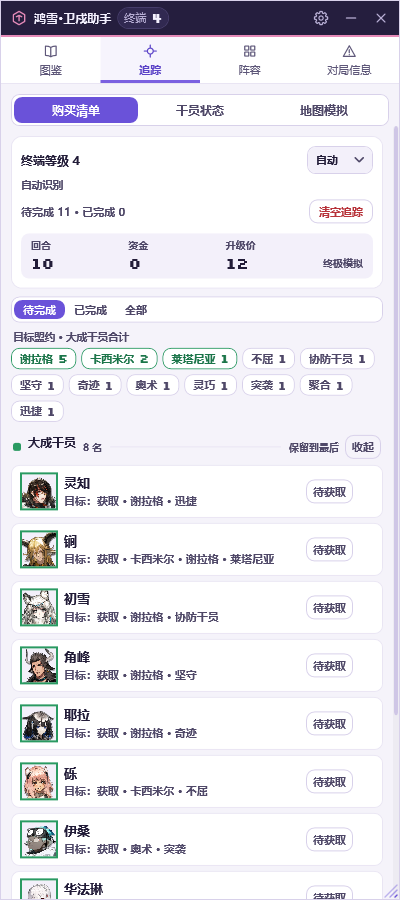 鸿雪·卫戍助手 终端 4
图鉴 追踪 阵容 对局信息
购买清单 干员状态 地图模拟
终端等级 4 自动
自动识别
待完成 11 • 已完成 0 清空追踪
回合 资金 升级价
10 0 12 终极模拟
待完成 已完成 全部
目标盟约 • 大成干员合计
谢拉格 5 卡西米尔 2 莱塔尼亚 1 不屈 1 协防干员 1
坚守 1 奇迹 1 奥术 1 灵巧 1 突袭 1 聚合 1
迅捷 1
大成干员 8 名 保留到最后 收起
灵知 待获取
目标：获取 • 谢拉格 • 迅捷
锏 待获取
目标：获取 • 卡西米尔 • 谢拉格 • 莱塔尼亚
初雪 待获取
目标：获取 • 谢拉格 • 协防干员
角峰 待获取
目标：获取 • 谢拉格 • 坚守
耶拉 待获取
目标：获取 • 谢拉格 • 奇迹
砾 待获取
目标：获取 • 卡西米尔 • 不屈
伊桑 待获取
目标：获取 • 奥术 • 突袭
华法琳 待获取